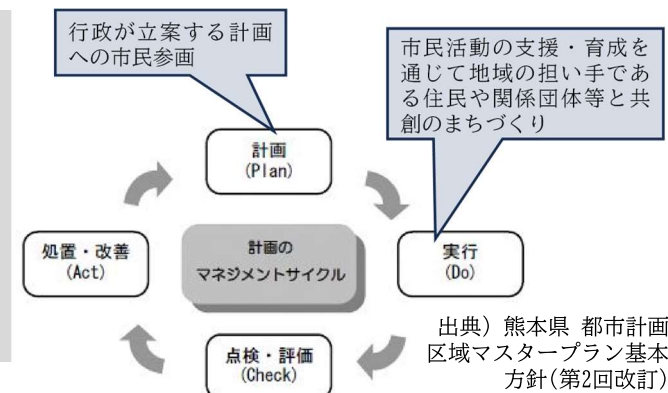 行政が立案する計画
への市民参画
市民活動の支援・育成を
通じて地域の担い手であ
る住民や関係団体等と共
創のまちづくり
計画
(Plan)
処置・改善
(Act)
計画の
マネジメントサイクル
実行
(Do)
点検・評価
(Check)
出典）熊本県 都市計画
区域マスタープラン基本
方針(第2回改訂)